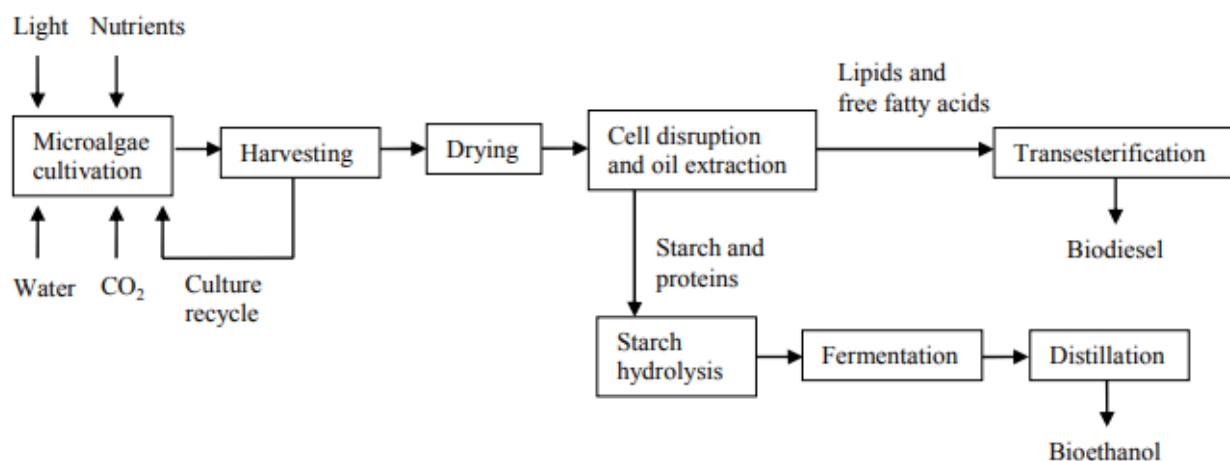 Light
Nutrients
Lipids and
free fatty acids
Microalgae
cultivation
Harvesting
Drying
Cell disruption
and oil extraction
Transesterification
Water
CO₂
Culture
recycle
Starch and
proteins
Biodiesel
Starch
hydrolysis
Fermentation
Distillation
Bioethanol